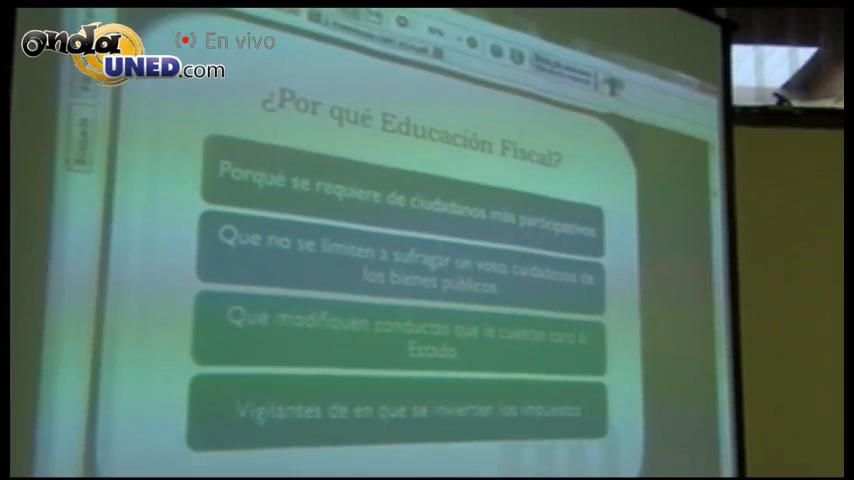 onda
UNED.com
En vivo
¿Por qué Educación Fiscal?
Porqué se requiere de ciudadanos más participativos
Que no se limiten a sufragar un voto, cuidadosos de
los bienes públicos
Que modifiquen conductas que le cuestan caro al
Estado
Vigilantes de en que se invierten los impuestos